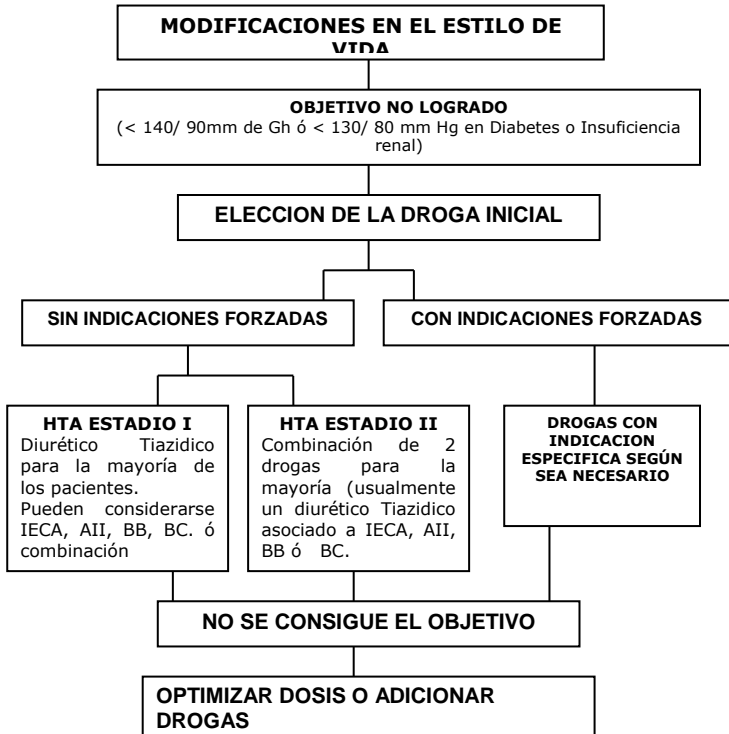 MODIFICACIONES EN EL ESTILO DE
VIDA
OBJETIVO NO LOGRADO
(< 140/ 90mm de Gh ó < 130/ 80 mm Hg en Diabetes o Insuficiencia
renal)
ELECCION DE LA DROGA INICIAL
SIN INDICACIONES FORZADAS
CON INDICACIONES FORZADAS
HTA ESTADIO I
Diurético Tiazidico
para la mayoría de
los pacientes.
Pueden considerarse
IECA, AII, BB, BC. ó
combinación
HTA ESTADIO II
Combinación de 2
drogas para la
mayoría (usualmente
un diurético Tiazidico
asociado a IECA, AII,
BB ó BC.
DROGAS CON
INDICACION
ESPECIFICA SEGÚN
SEA NECESARIO
NO SE CONSIGUE EL OBJETIVO
OPTIMIZAR DOSIS O ADICIONAR
DROGAS